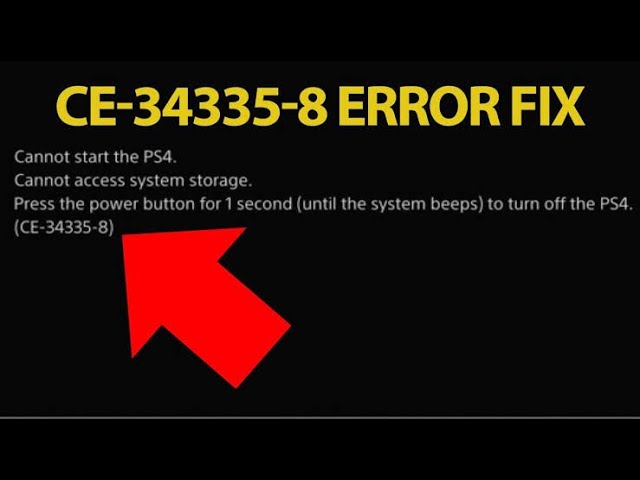 CE-34335-8 ERROR FIX
Cannot start the PS4.
Cannot access system storage.
Press the power button for 1 second (until the system beeps) to turn off the PS4.
(CE-34335-8)